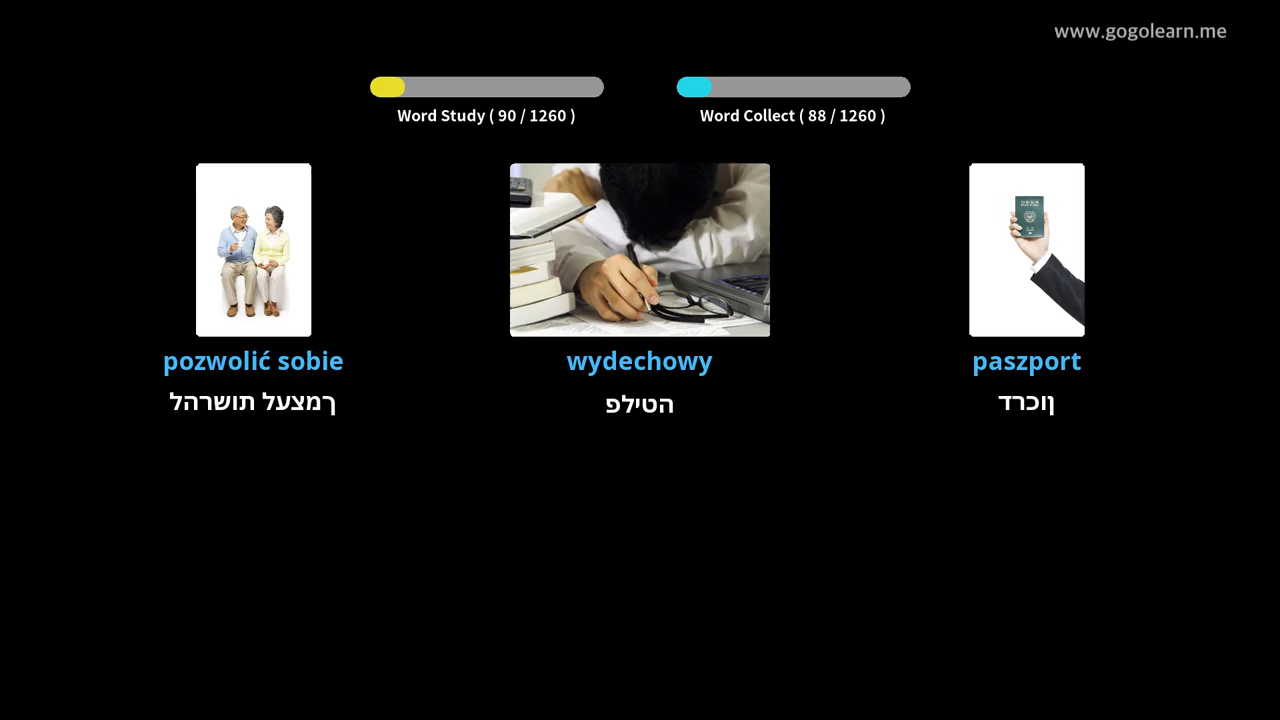 www.gogolearn.me
Word Study ( 90 / 1260 )
Word Collect ( 88 / 1260 )
pozwolić sobie
להרשות לעצמך
wydechowy
פליטה
paszport
דרכון